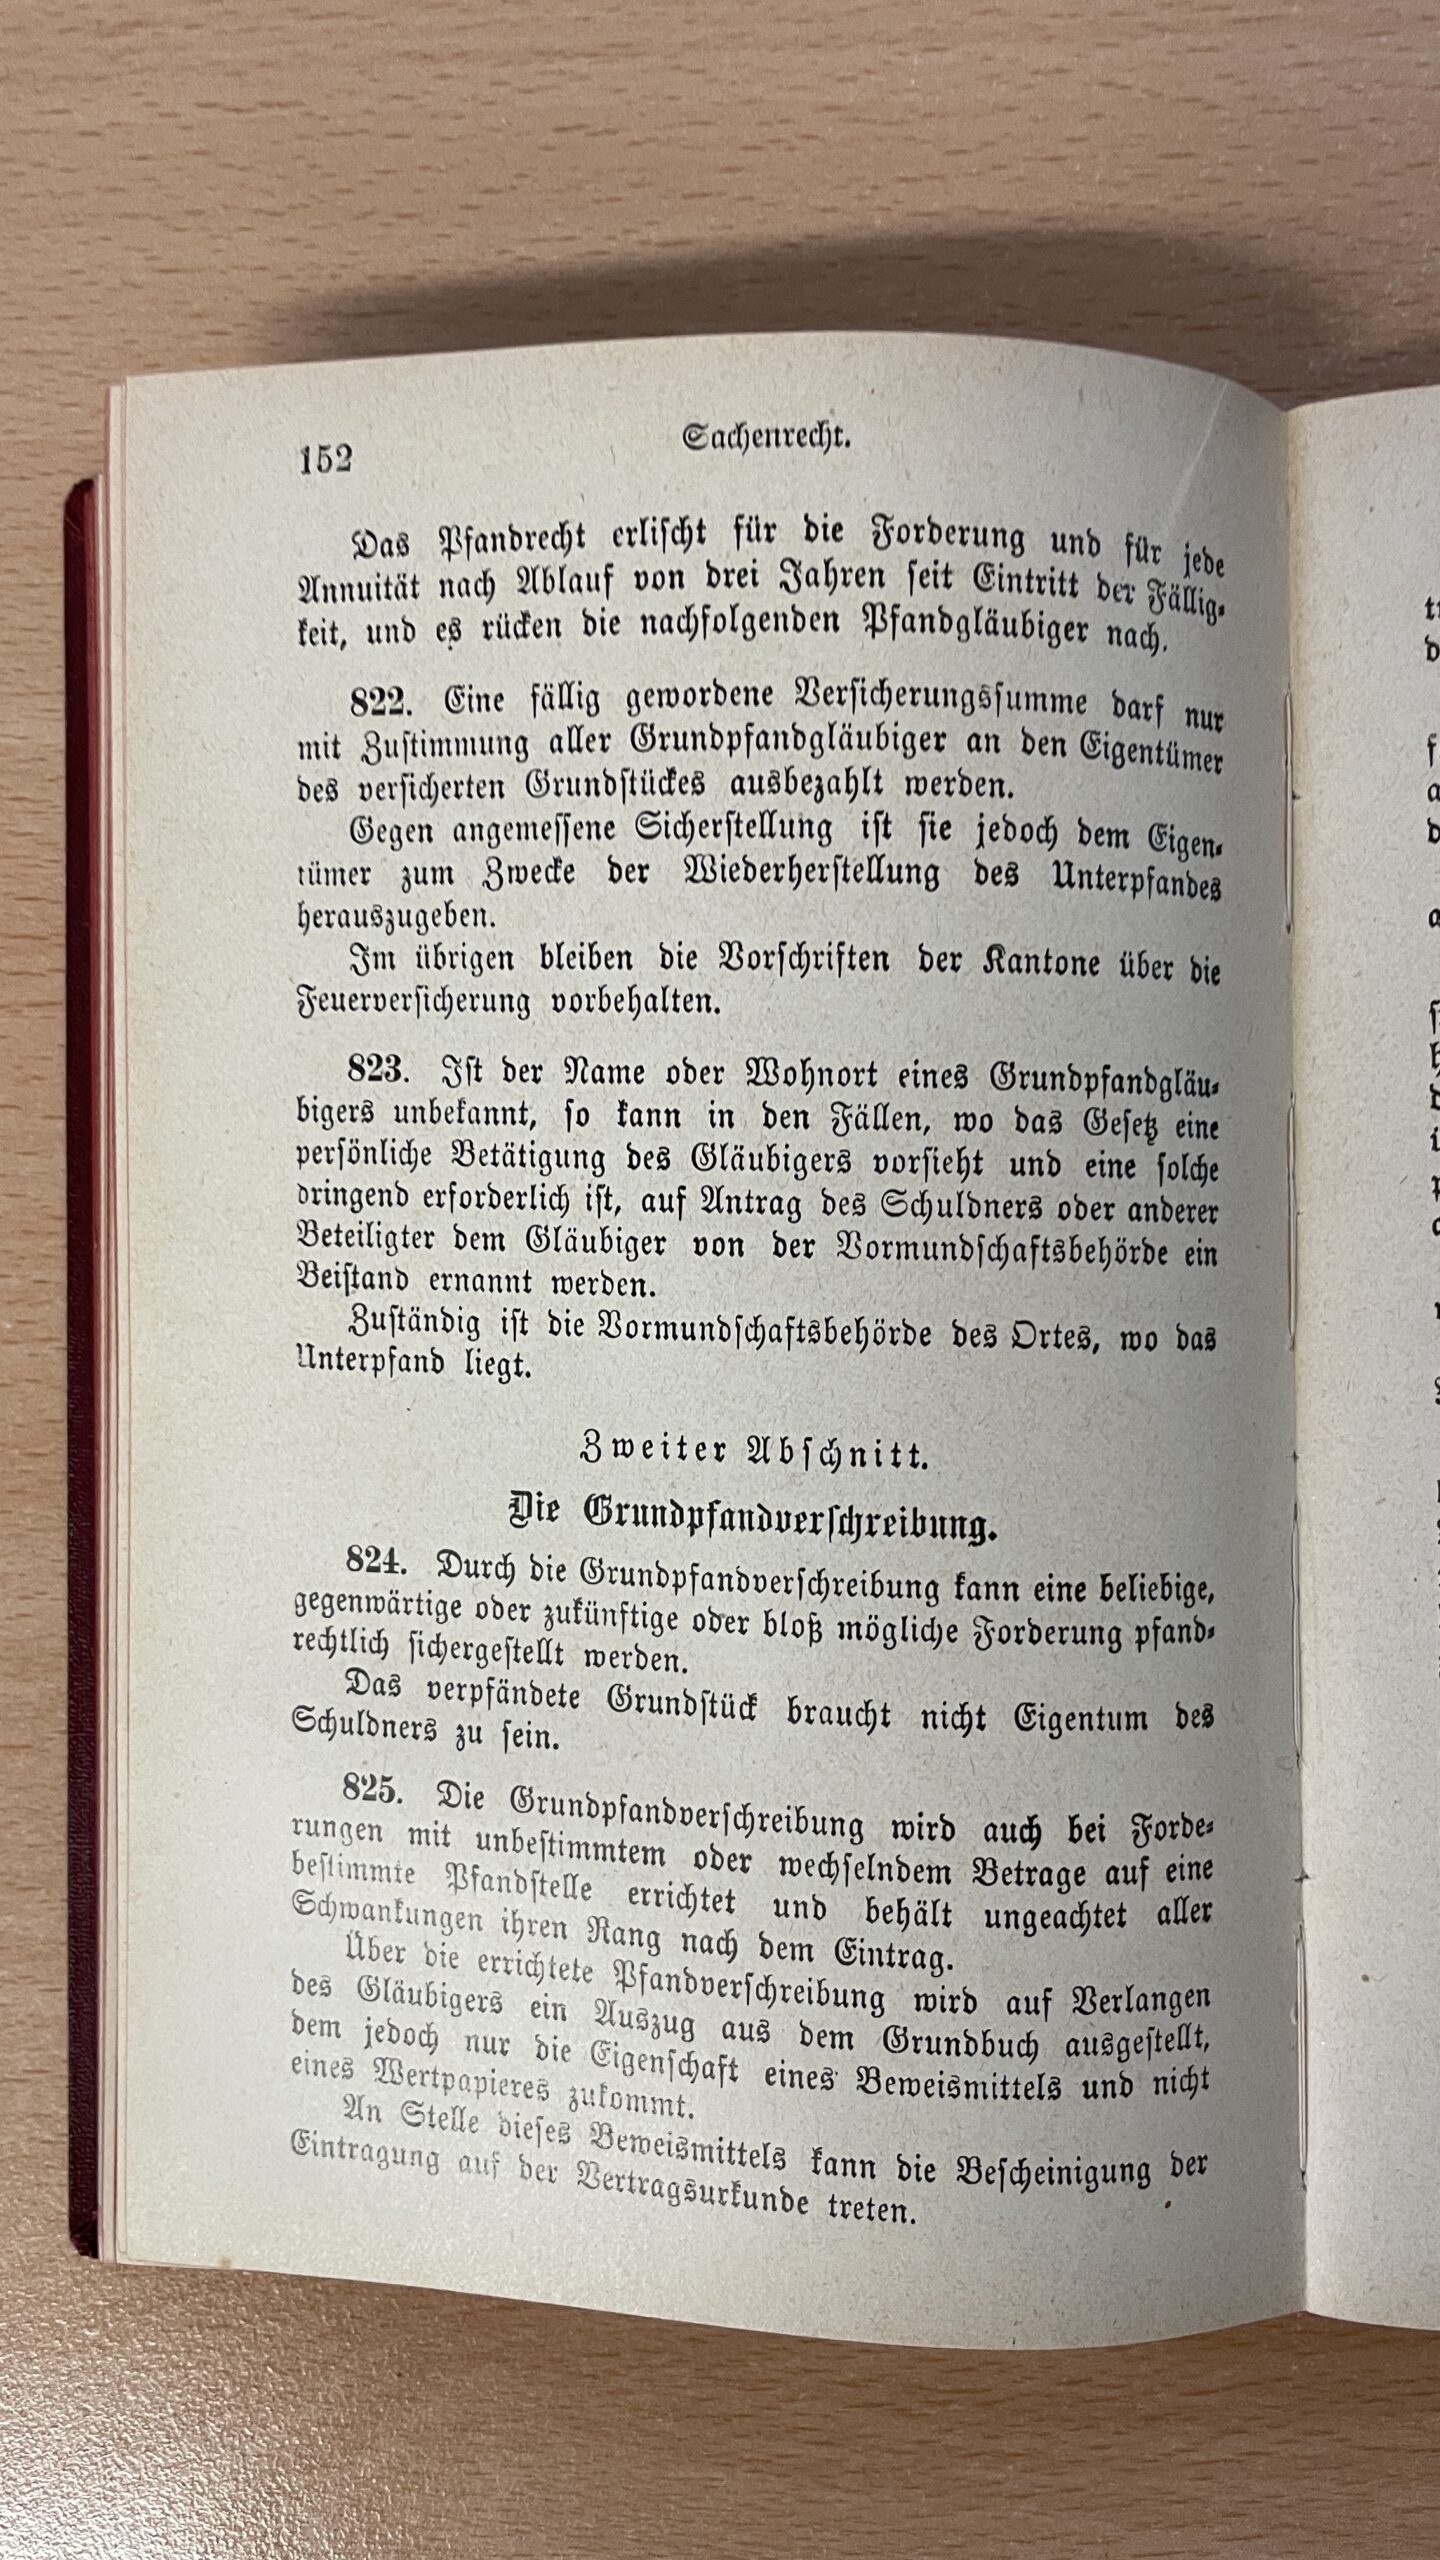 152
Sachenrecht.
Das Pfandrecht erlischt für die Forderung und für jede
Annuität nach Ablauf von drei Jahren seit Eintritt der Fällig-
keit, und es rücken die nachfolgenden Pfandgläubiger nach.
822. Eine fällig gewordene Versicherungssumme darf nur
mit Zustimmung aller Grundpfandgläubiger an den Eigentümer
des versicherten Grundstückes ausbezahlt werden.
Gegen angemessene Sicherstellung ist sie jedoch dem Eigen-
tümer zum Zwecke der Wiederherstellung des Unterpfandes
herauszugeben.
Im übrigen bleiben die Vorschriften der Kantone über die
Feuerversicherung vorbehalten.
823. Ist der Name oder Wohnort eines Grundpfandgläu-
bigers unbekannt, so kann in den Fällen, wo das Gesetz eine
persönliche Betätigung des Gläubigers vorsieht und eine solche
dringend erforderlich ist, auf Antrag des Schuldners oder anderer
Beteiligter dem Gläubiger von der Vormundschaftsbehörde ein
Beistand ernannt werden.
Zuständig ist die Vormundschaftsbehörde des Ortes, wo das
Unterpfand liegt.
Zweiter Abschnitt.
Die Grundpfandverschreibung.
824. Durch die Grundpfandverschreibung kann eine beliebige,
gegenwärtige oder zukünftige oder bloß mögliche Forderung pfand-
rechtlich sichergestellt werden.
Das verpfändete Grundstück braucht nicht Eigentum des
Schuldners zu sein.
825. Die Grundpfandverschreibung wird auch bei Forde-
rungen mit unbestimmtem oder wechselndem Betrage auf eine
bestimmte Pfandstelle errichtet und behält ungeachtet aller
Schwankungen ihren Rang nach dem Eintrag.
Über die errichtete Pfandverschreibung wird auf Verlangen
des Gläubigers ein Auszug aus dem Grundbuch ausgestellt,
dem jedoch nur die Eigenschaft eines Beweismittels und nicht
eines Wertpapieres zukommt.
An Stelle dieses Beweismittels kann die Bescheinigung der
Eintragung auf der Vertragsurkunde treten.